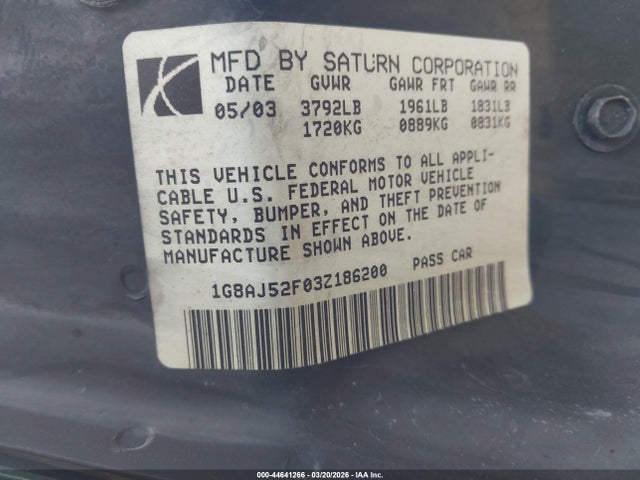 MFD BY SATURN CORPORATION
DATE GVWR GAWR FRT GAWR RR
05/03 3792LB 1961LB 1831LB
1720KG 0889KG 0831KG
THIS VEHICLE CONFORMS TO ALL APPLI-
CABLE U.S. FEDERAL MOTOR VEHICLE
SAFETY, BUMPER, AND THEFT PREVENTION
STANDARDS IN EFFECT ON THE DATE OF
MANUFACTURE SHOWN ABOVE.
1G8AJ52F03Z186200 PASS CAR
000-44641266 | 03/20/2026 | IAA Inc.